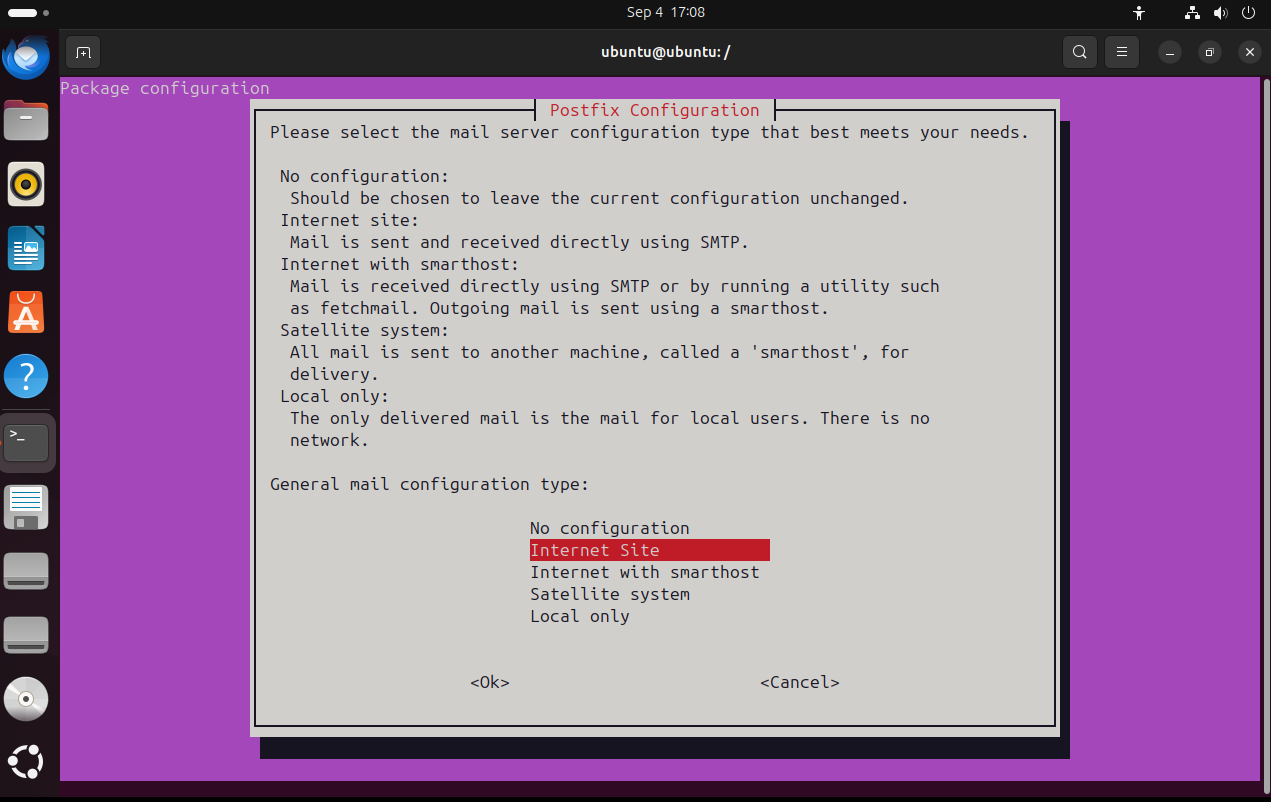 Sep 4 17:08
ubuntu@ubuntu: /
Package configuration
Postfix Configuration
Please select the mail server configuration type that best meets your needs.
No configuration:
Should be chosen to leave the current configuration unchanged.
Internet site:
Mail is sent and received directly using SMTP.
Internet with smarthost:
Mail is received directly using SMTP or by running a utility such
as fetchmail. Outgoing mail is sent using a smarthost.
Satellite system:
All mail is sent to another machine, called a 'smarthost', for
delivery.
Local only:
The only delivered mail is the mail for local users. There is no
network.
General mail configuration type:
No configuration
Internet Site
Internet with smarthost
Satellite system
Local only
<Ok> <Cancel>